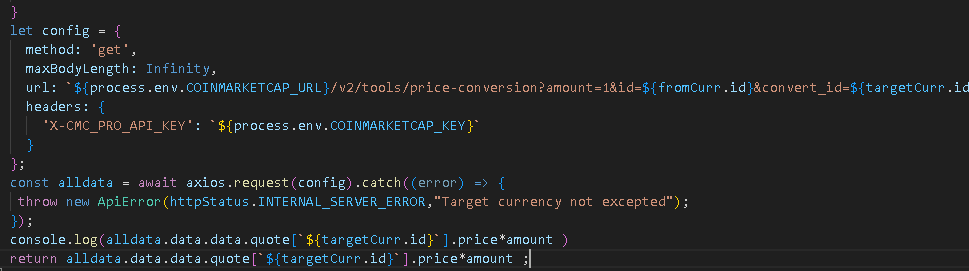 }
let config = {
method: 'get',
maxBodyLength: Infinity,
url: `${process.env.COINMARKETCAP_URL}/v2/tools/price-conversion?amount=1&id=${fromCurr.id}&convert_id=${targetCurr.id
headers: {
'X-CMC_PRO_API_KEY': `${process.env.COINMARKETCAP_KEY}`
}
};
const alldata = await axios.request(config).catch((error) => {
throw new ApiError(httpStatus.INTERNAL_SERVER_ERROR,"Target currency not excepted");
});
console.log(alldata.data.data.quote[`${targetCurr.id}`].price*amount )
return alldata.data.data.quote[`${targetCurr.id}`].price*amount ;